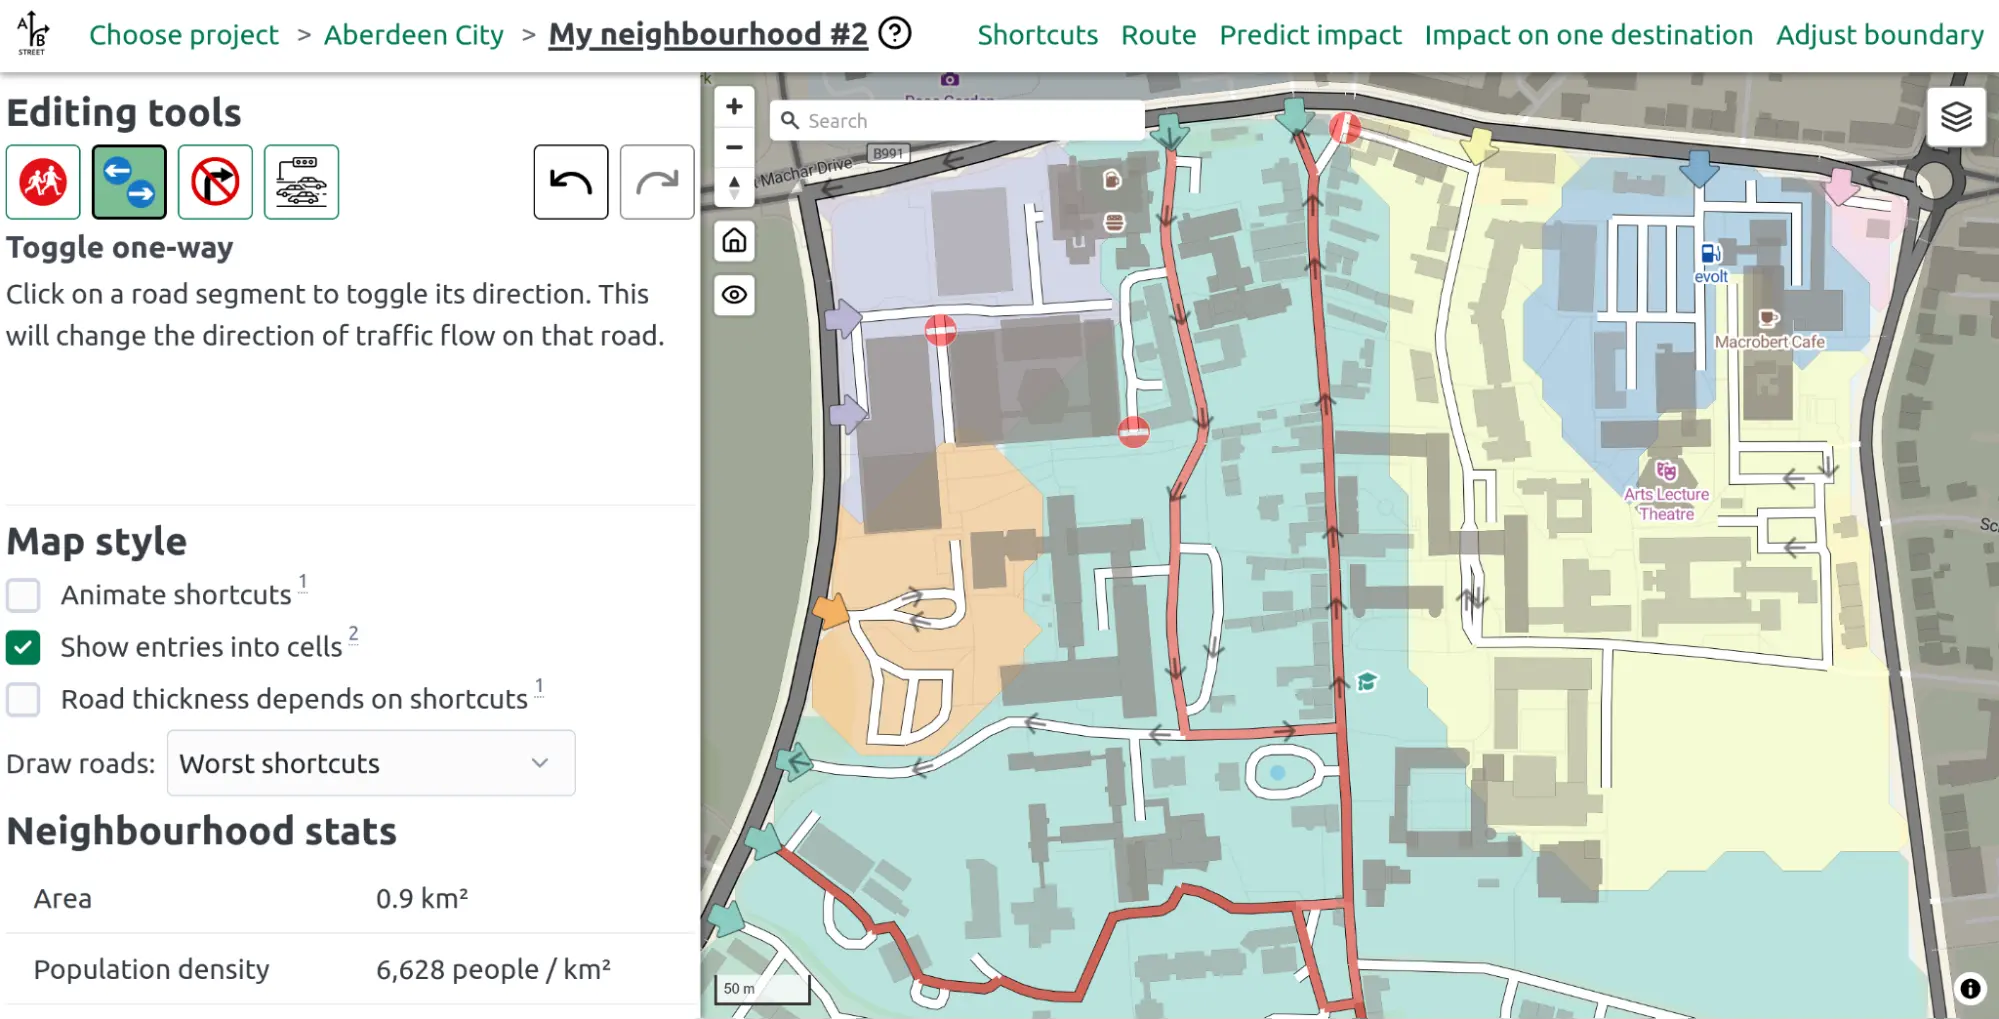 A
B
STREET
Choose project > Aberdeen City > My neighbourhood #2 ?
Shortcuts Route Predict impact Impact on one destination Adjust boundary
Editing tools
Toggle one-way
Click on a road segment to toggle its direction. This
will change the direction of traffic flow on that road.
Map style
Animate shortcuts 1
Show entries into cells 2
Road thickness depends on shortcuts 1
Draw roads: Worst shortcuts
Neighbourhood stats
Area 0.9 km²
Population density 6,628 people / km²
Search
B991
Machar Drive
evolt
Macrobert Cafe
Arts Lecture
Theatre
50 m